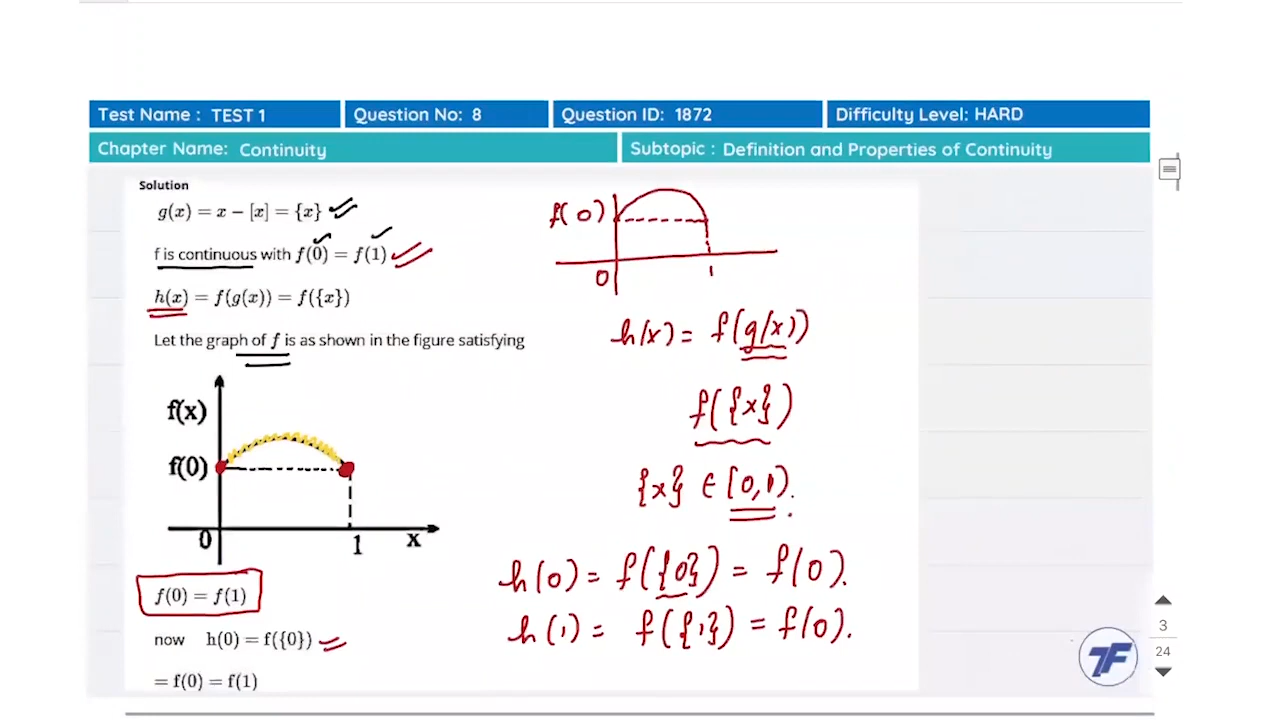 Test Name : TEST 1
Question No: 8
Question ID: 1872
Difficulty Level: HARD
Chapter Name: Continuity
Subtopic : Definition and Properties of Continuity
Solution
g(x) = x − [x] = {x}
f is continuous with f(0) = f(1)
h(x) = f(g(x)) = f({x})
Let the graph of f is as shown in the figure satisfying
f(x)
f(0)
0
1
x
f(0) = f(1)
now h(0) = f({0})
= f(0) = f(1)
f(0)
0
1
h(x) = f(g(x))
f({x})
{x} ∈ [0,1).
h(0) = f({0}) = f(0).
h(1) = f({1}) = f(0).
3
24